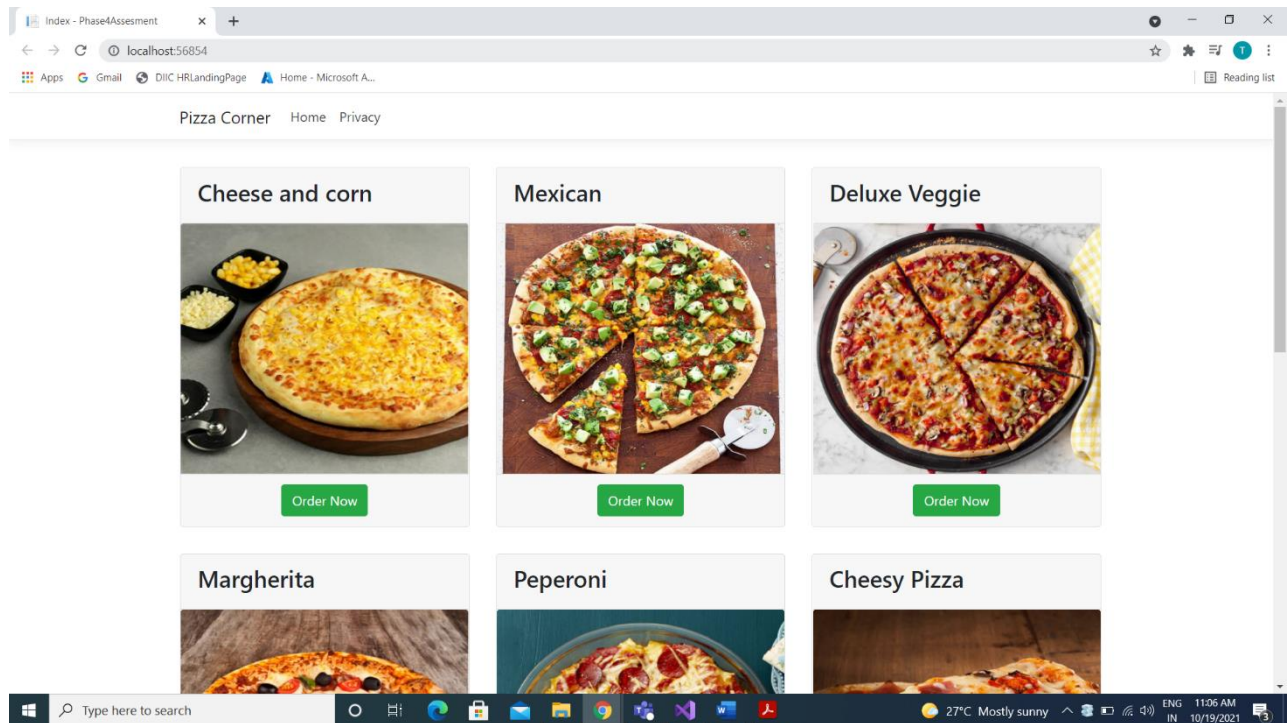 Index - Phase4Assesment
localhost:56854
Apps Gmail DIIC HRLandingPage Home - Microsoft A... Reading list
Pizza Corner Home Privacy
Cheese and corn Mexican Deluxe Veggie
Order Now Order Now Order Now
Margherita Peperoni Cheesy Pizza
Type here to search 27°C Mostly sunny ENG 11:06 AM
IN 10/19/2021